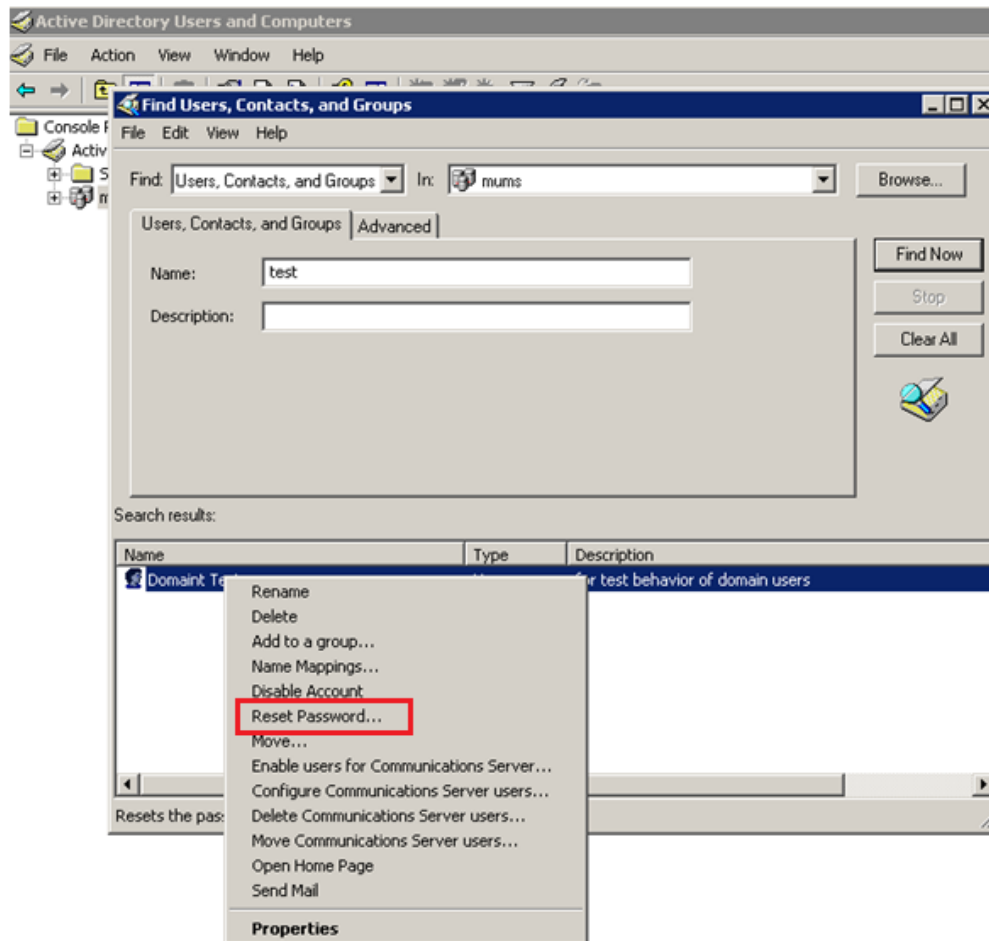 Active Directory Users and Computers
File Action View Window Help
Find Users, Contacts, and Groups
Console
File Edit View Help
Activ
Find: Users, Contacts, and Groups In: mums Browse...
Users, Contacts, and Groups Advanced
Name: test
Description:
Find Now
Stop
Clear All
Search results:
Name Type Description
Domaint for test behavior of domain users
Rename
Delete
Add to a group...
Name Mappings...
Disable Account
Reset Password...
Move...
Enable users for Communications Server...
Configure Communications Server users...
Delete Communications Server users...
Move Communications Server users...
Open Home Page
Send Mail
Properties
Resets the pas